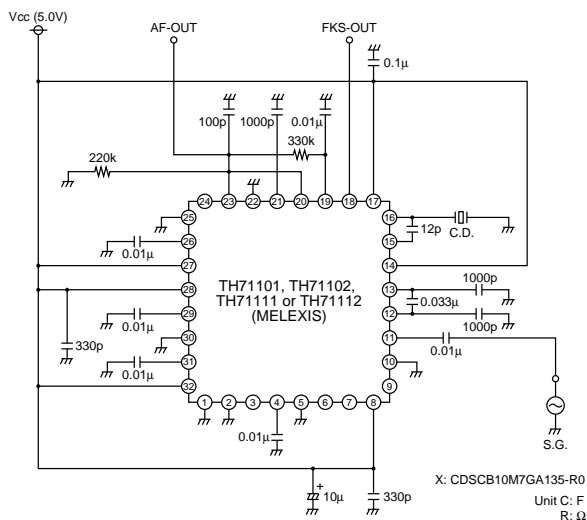 Vcc (5.0V)
AF-OUT
FKS-OUT
0.1μ
100p
1000p
0.01μ
330k
220k
24
23
22
21
20
19
18
17
25
26
27
28
29
30
31
32
16
15
14
13
12
11
10
9
1
2
3
4
5
6
7
8
12p
C.D.
0.01μ
TH71101, TH71102,
TH71111 or TH71112
(MELEXIS)
1000p
0.033μ
1000p
0.01μ
330p
0.01μ
0.01μ
0.01μ
S.G.
+
10μ
330p
X: CDSCB10M7GA135-R0
Unit C: F
R: Ω